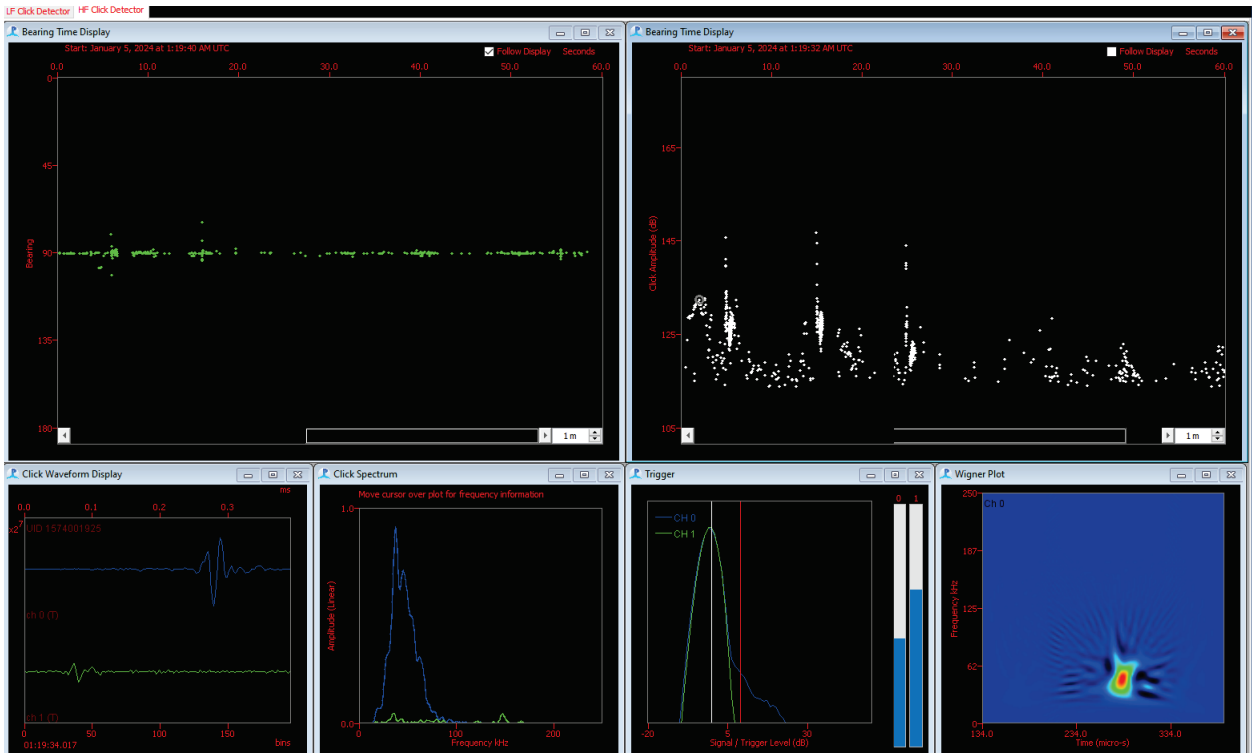 LF Click Detector HF Click Detector
Bearing Time Display
Start: January 5, 2024 at 1:19:40 AM UTC
Follow Display Seconds
0.0 10.0 20.0 30.0 40.0 50.0 60.0
0
45
90
135
180
Bearing
1 m
Bearing Time Display
Start: January 5, 2024 at 1:19:32 AM UTC
Follow Display Seconds
0.0 10.0 20.0 30.0 40.0 50.0 60.0
165
145
125
105
Click Amplitude (dB)
1 m
Click Waveform Display
ms
0.0 0.1 0.2 0.3
x2^7
UID 1574001925
ch 0 (T)
ch 1 (T)
0 50 100 150
01:19:34.017 bins
Click Spectrum
Move cursor over plot for frequency information
1.0
Amplitude (Linear)
0.0
0 100 200
Frequency kHz
Trigger
0 1
CH 0
CH 1
-20 5 30
Signal / Trigger Level (dB)
Wigner Plot
Ch 0
250
187
125
62
0
Frequency kHz
134.0 234.0 334.0
Time (micro-s)